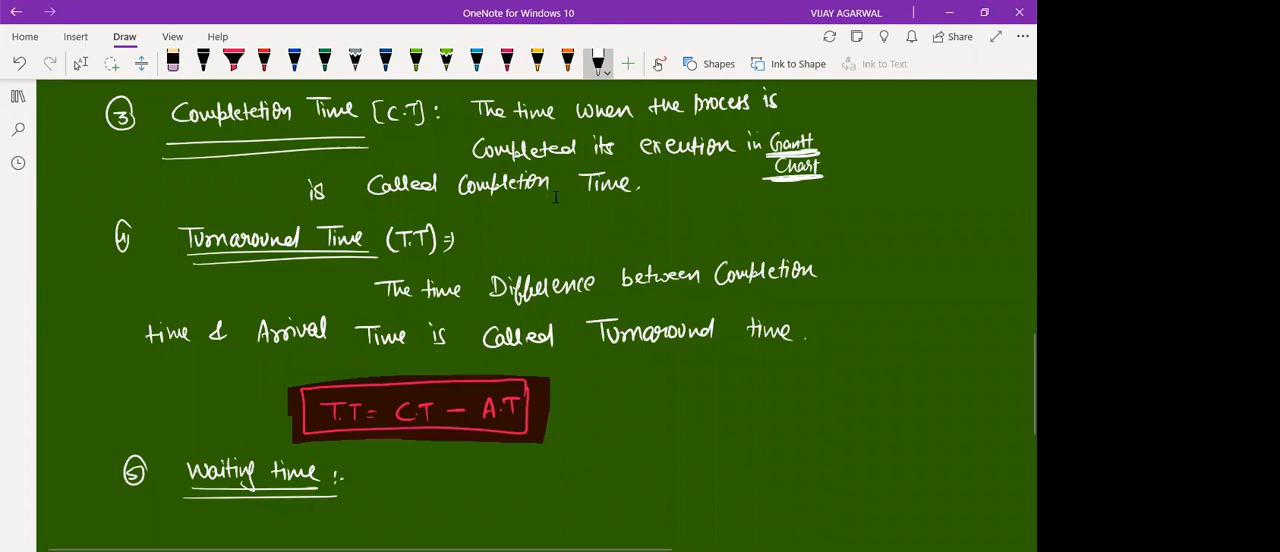 OneNote for Windows 10
VIJAY AGARWAL
Home Insert Draw View Help
Share
Shapes Ink to Shape Ink to Text
③ Completetion Time [C.T] : The time when the process is
Completed its exeution in Gantt
Chart
is Called Completion Time.
④ Turnaround Time (T.T) ⇒
The time Difference between Completion
time & Arrival Time is Called Turnaround time.
T.T = C.T - A.T
⑤ Waiting time :-